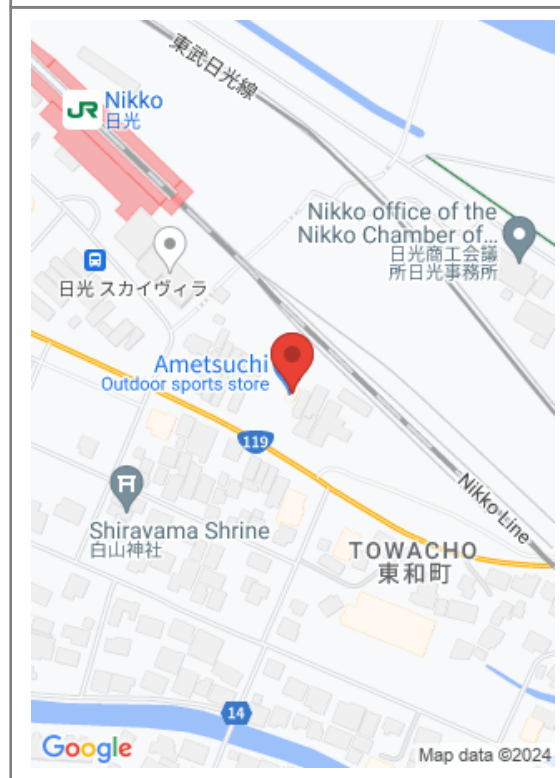 東武日光線
JR
Nikko
日光
Nikko office of the
Nikko Chamber of...
日光商工会議
所日光事務所
日光 スカイヴィラ
Ametsuchi
Outdoor sports store
119
Nikko Line
Shirayama Shrine
白山神社
TOWACHO
東和町
14
Google
Map data ©2024